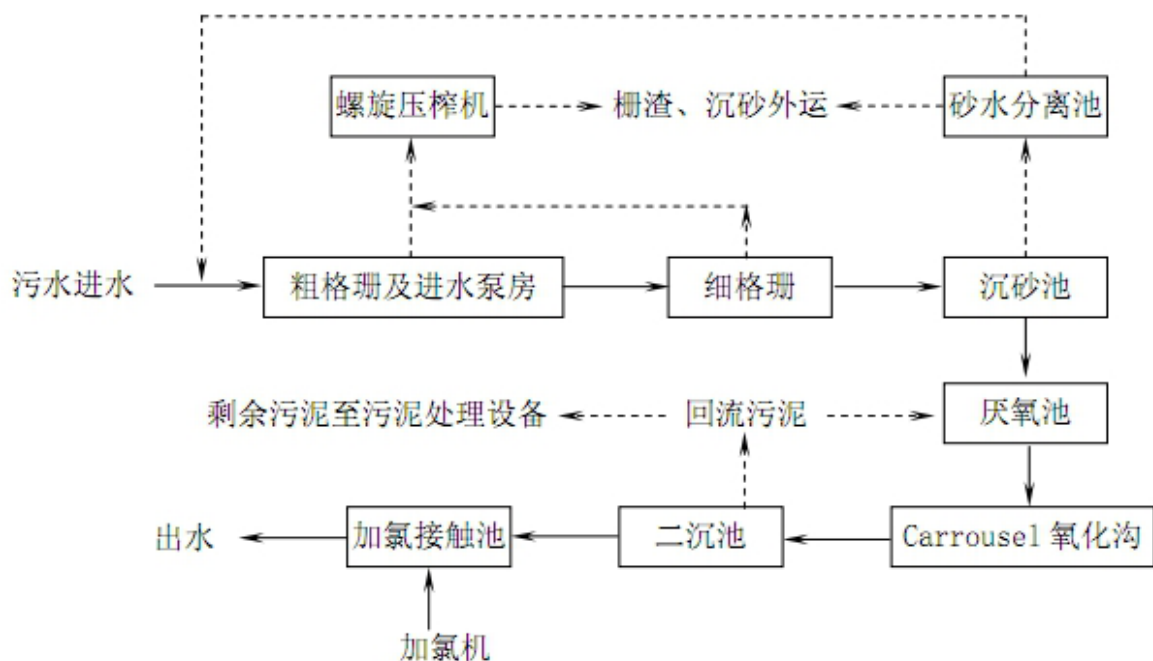 螺旋压榨机
栅渣、沉砂外运
砂水分离池
污水进水
粗格珊及进水泵房
细格珊
沉砂池
剩余污泥至污泥处理设备
回流污泥
厌氧池
出水
加氯接触池
二沉池
Carrousel 氧化沟
加氯机